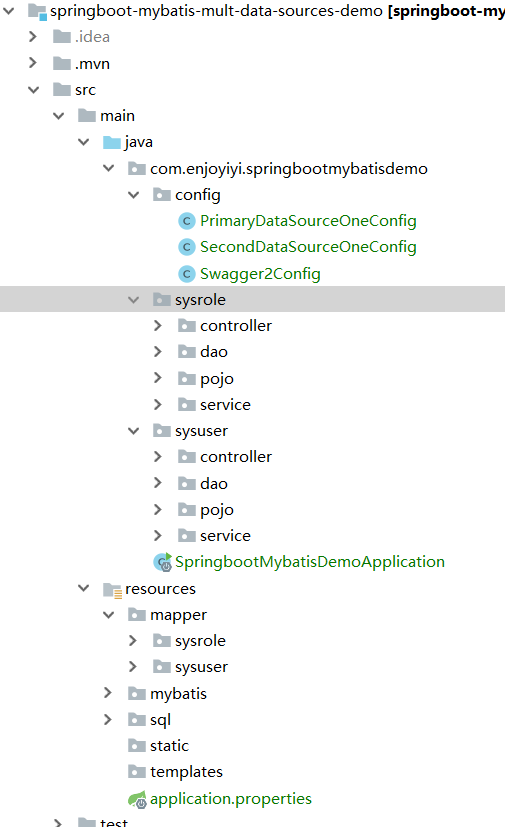 springboot-mybatis-mult-data-sources-demo [springboot-my
.idea
.mvn
src
main
java
com.enjoyiyi.springbootmybatisdemo
config
PrimaryDataSourceOneConfig
SecondDataSourceOneConfig
Swagger2Config
sysrole
controller
dao
pojo
service
sysuser
controller
dao
pojo
service
SpringbootMybatisDemoApplication
resources
mapper
sysrole
sysuser
mybatis
sql
static
templates
application.properties
test